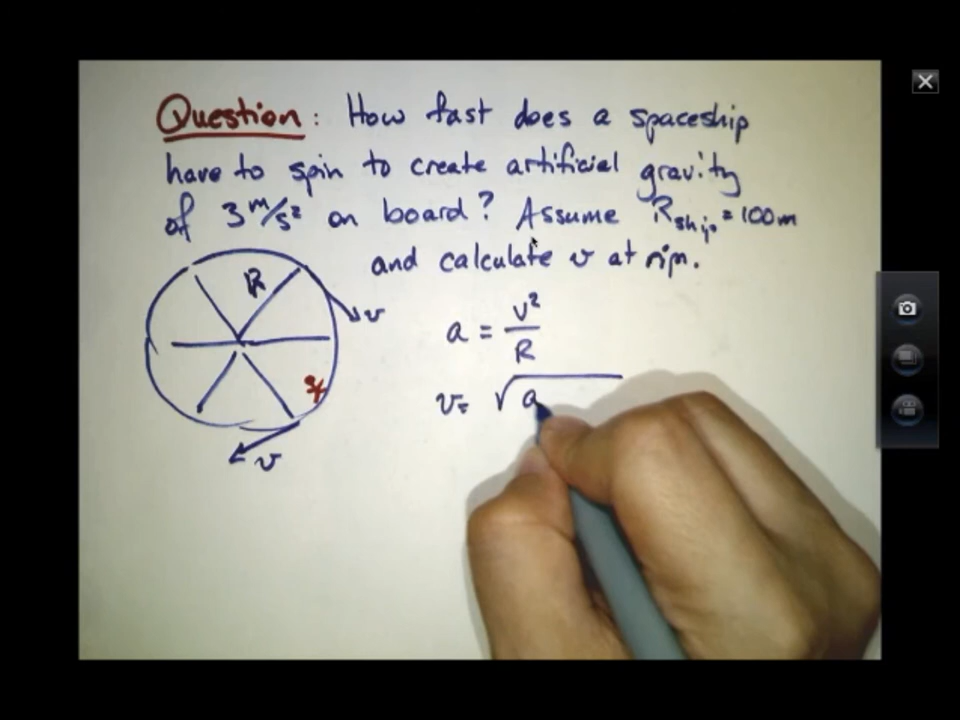 Question: How fast does a spaceship
have to spin to create artificial gravity
of 3 m/s² on board? Assume R_ship = 100m
and calculate v at rim.
R
v
a = v²/R
v = √a
v